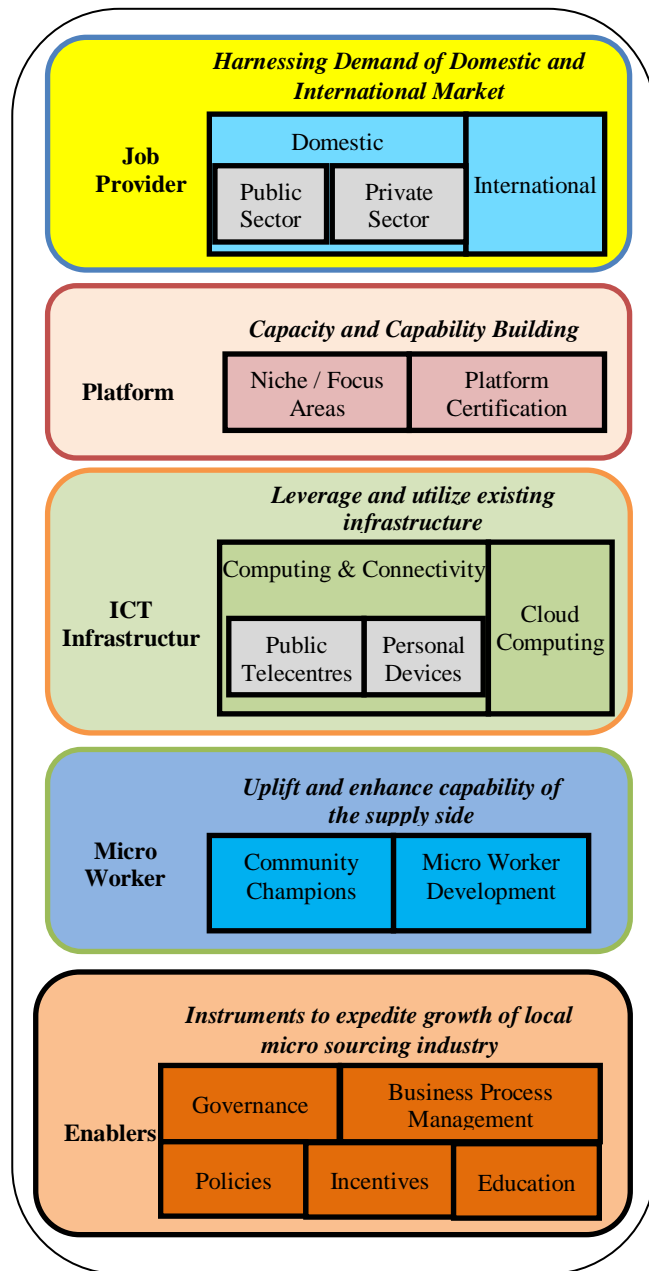 Harnessing Demand of Domestic and
International Market
Job
Provider
Domestic
Public
Sector
Private
Sector
International
Capacity and Capability Building
Platform
Niche / Focus
Areas
Platform
Certification
Leverage and utilize existing
infrastructure
ICT
Infrastructur
Computing & Connectivity
Public
Telecentres
Personal
Devices
Cloud
Computing
Uplift and enhance capability of
the supply side
Micro
Worker
Community
Champions
Micro Worker
Development
Instruments to expedite growth of local
micro sourcing industry
Enablers
Governance
Business Process
Management
Policies
Incentives
Education